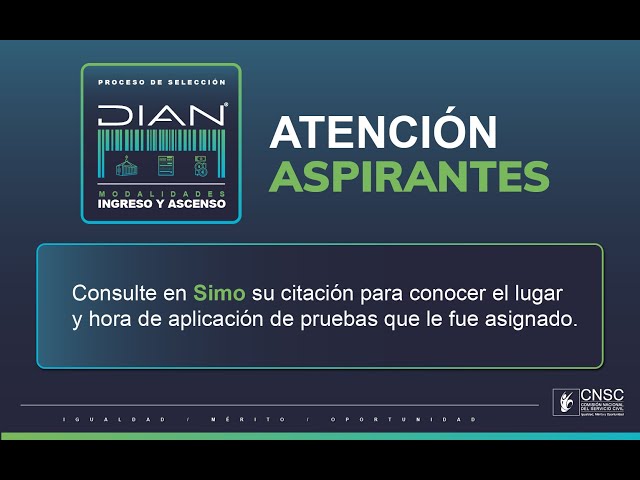 PROCESO DE SELECCIÓN
DIAN®
MODALIDADES
INGRESO Y ASCENSO
ATENCIÓN
ASPIRANTES
Consulte en Simo su citación para conocer el lugar
y hora de aplicación de pruebas que le fue asignado.
CNSC
COMISIÓN NACIONAL
DEL SERVICIO CIVIL
Igualdad, Mérito y Oportunidad
IGUALDAD / MÉRITO / OPORTUNIDAD